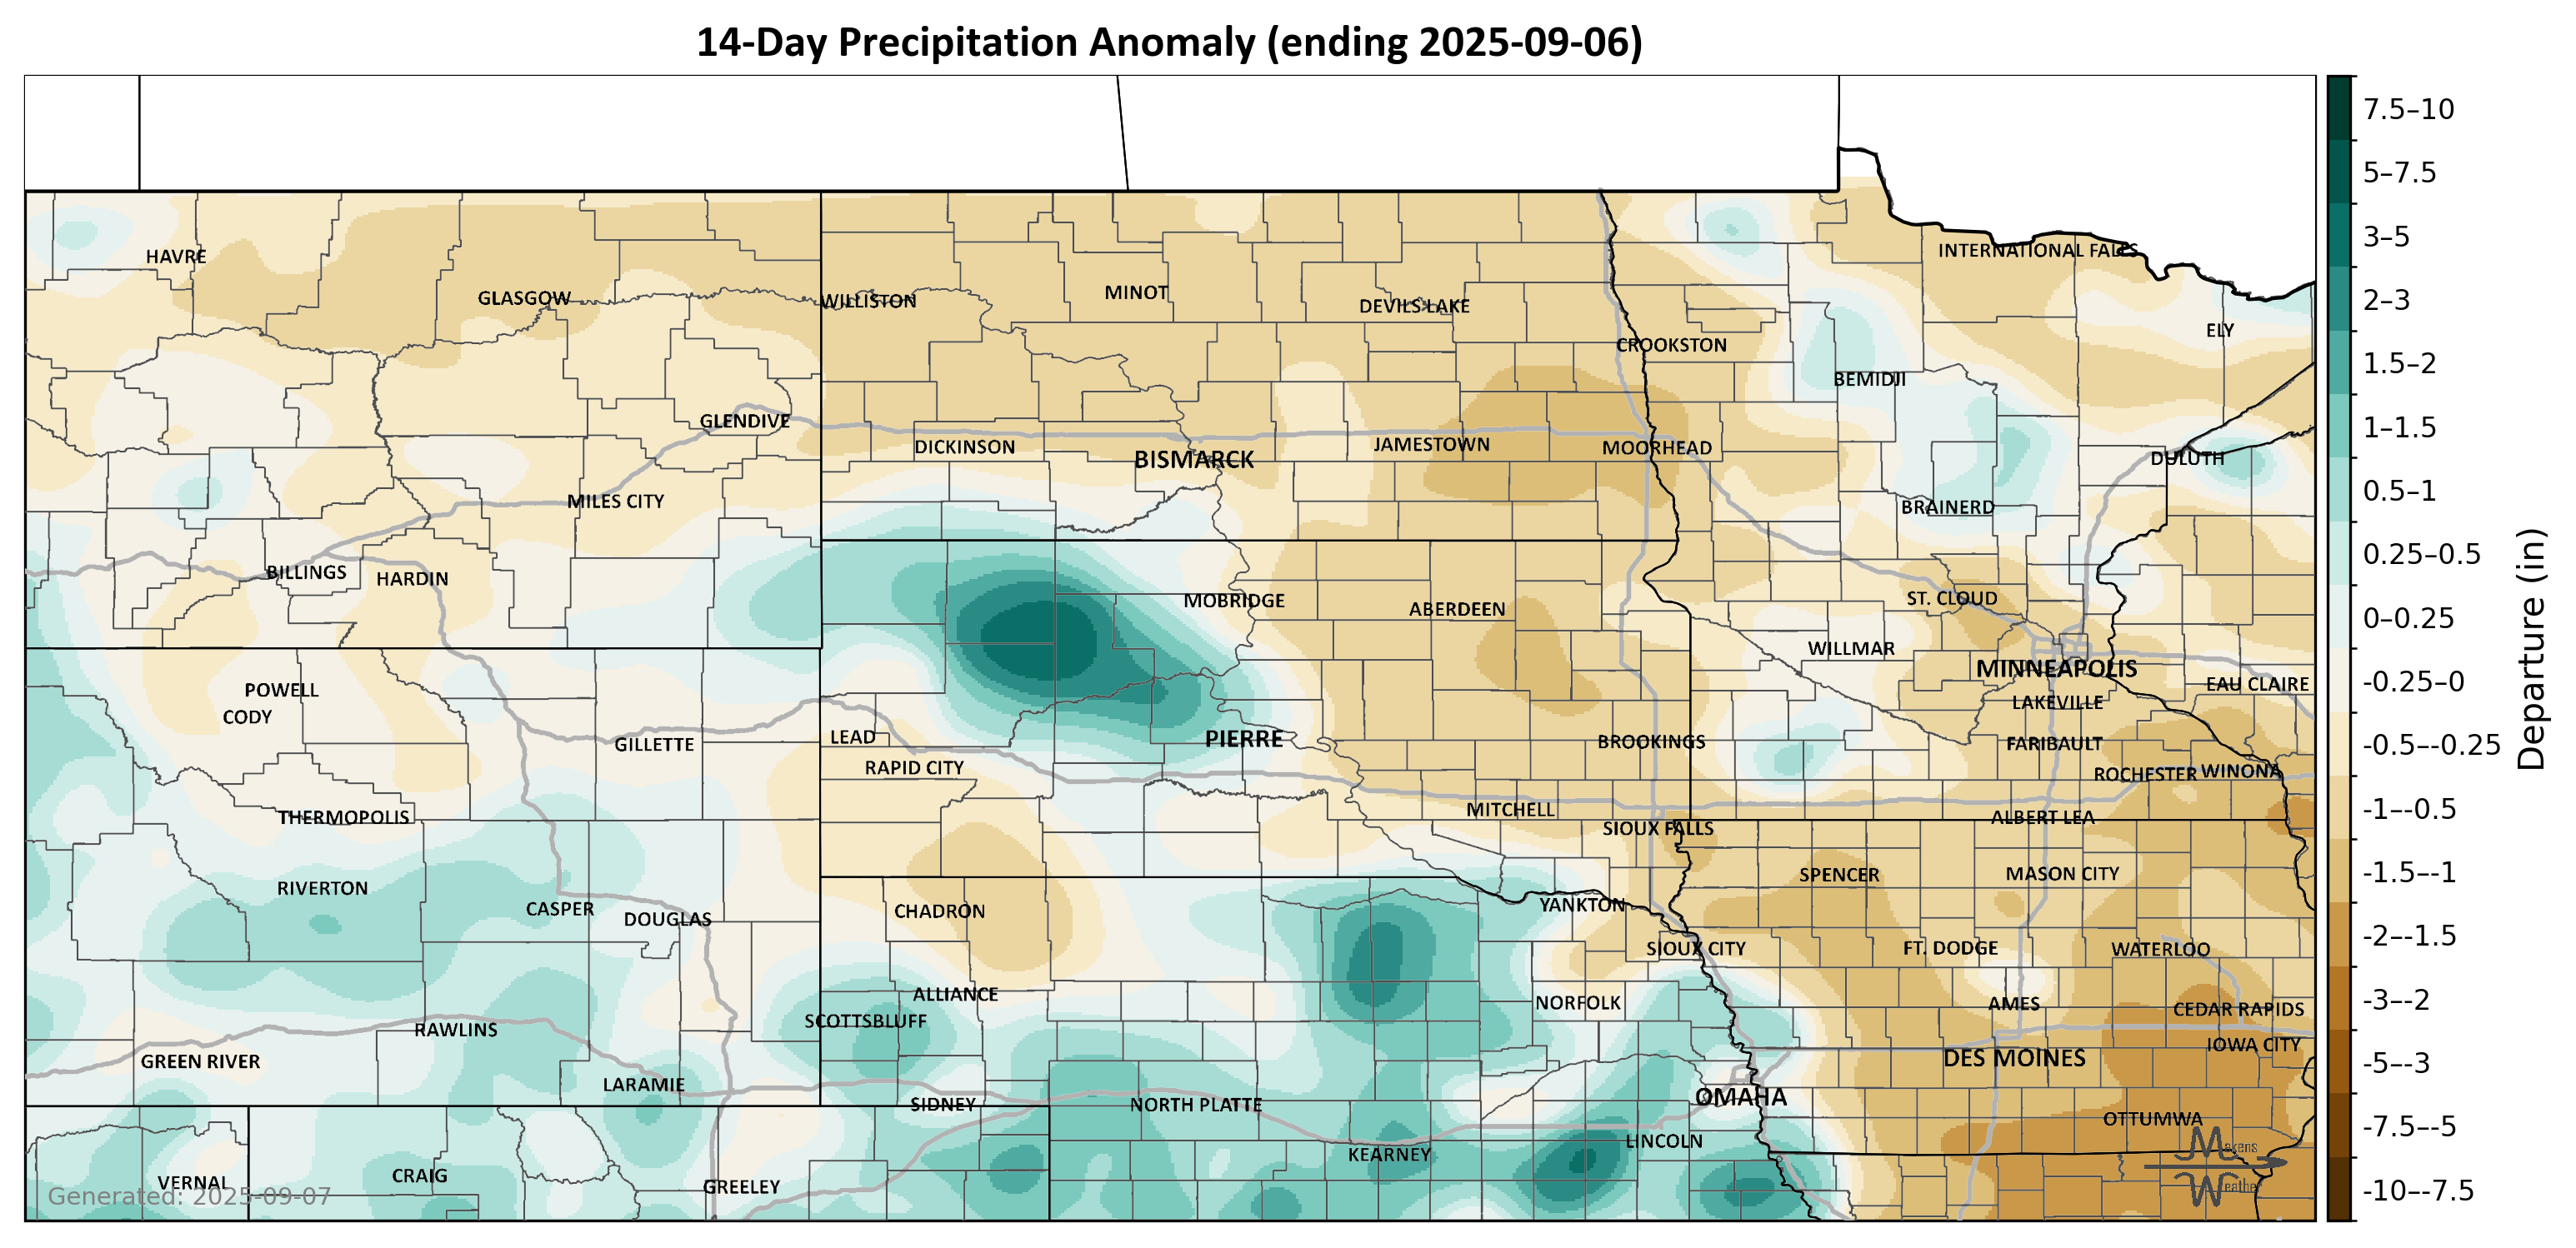 14-Day Precipitation Anomaly (ending 2025-09-06)
HAVRE
GLASGOW
WILLISTON
MINOT
DEVILS LAKE
CROOKSTON
INTERNATIONAL FALLS
ELY
BEMIDJI
GLENDIVE
DICKINSON
BISMARCK
JAMESTOWN
MOORHEAD
DULUTH
MILES CITY
BRAINERD
BILLINGS
HARDIN
MOBRIDGE
ABERDEEN
ST. CLOUD
WILLMAR
MINNEAPOLIS
EAU CLAIRE
POWELL
CODY
LAKEVILLE
GILLETTE
LEAD
PIERRE
BROOKINGS
FARIBAULT
RAPID CITY
ROCHESTER
WINONA
THERMOPOLIS
MITCHELL
SIOUX FALLS
ALBERT LEA
RIVERTON
SPENCER
MASON CITY
CASPER
DOUGLAS
CHADRON
YANKTON
SIOUX CITY
FT. DODGE
WATERLOO
ALLIANCE
NORFOLK
AMES
CEDAR RAPIDS
SCOTTSBLUFF
RAWLINS
IOWA CITY
GREEN RIVER
DES MOINES
LARAMIE
SIDNEY
NORTH PLATTE
OMAHA
OTTUMWA
LINCOLN
KEARNEY
VERNAL
CRAIG
GREELEY
Generated: 2025-09-07
Makens
Weather
7.5–10
5–7.5
3–5
2–3
1.5–2
1–1.5
0.5–1
0.25–0.5
0–0.25
-0.25–0
-0.5–-0.25
-1–-0.5
-1.5–-1
-2–-1.5
-3–-2
-5–-3
-7.5–-5
-10–-7.5
Departure (in)